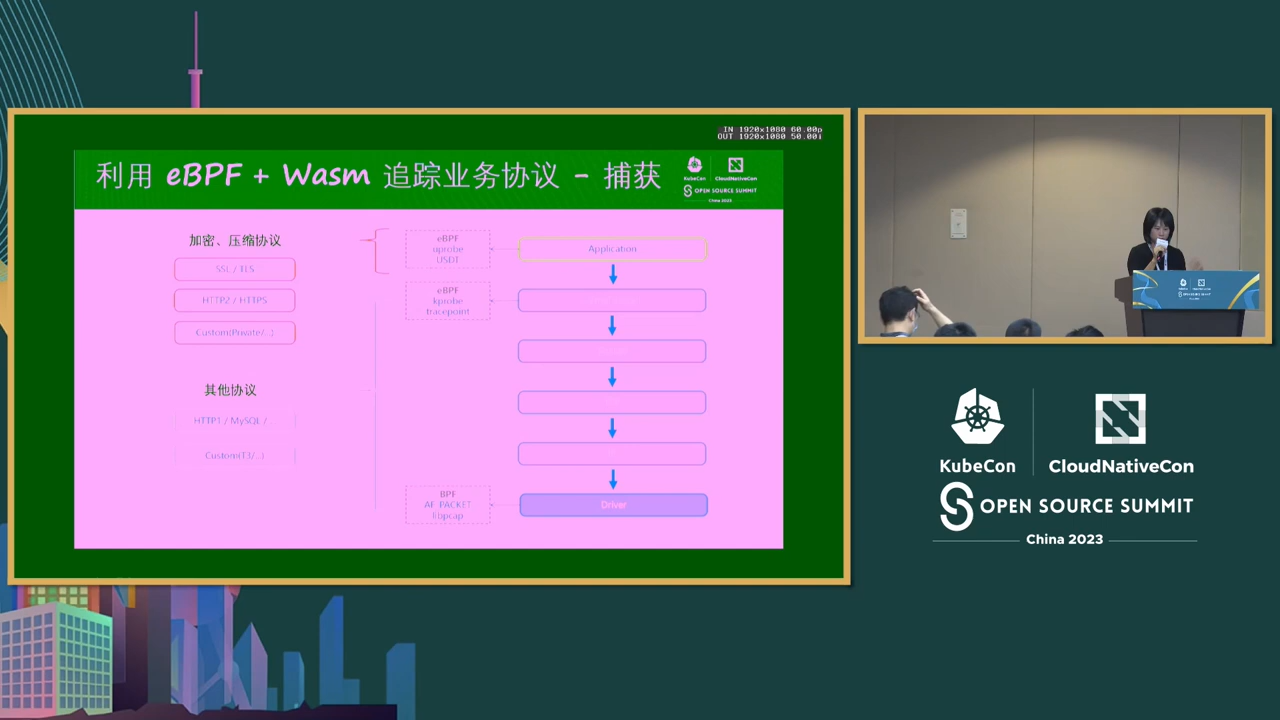 IN 1920x1080 60.00p
OUT 1920x1080 50.00i
利用 eBPF + Wasm 追踪业务协议 - 捕获
KubeCon
CloudNativeCon
OPEN SOURCE SUMMIT
China 2023
加密、压缩协议
SSL / TLS
HTTP2 / HTTPS
Custom(Private/...)
其他协议
HTTP1 / MySQL / ...
Custom(T3/...)
eBPF
uprobe
USDT
eBPF
kprobe
tracepoint
BPF
AF_PACKET
libpcap
Application
Driver
KubeCon
CloudNativeCon
OPEN SOURCE SUMMIT
China 2023